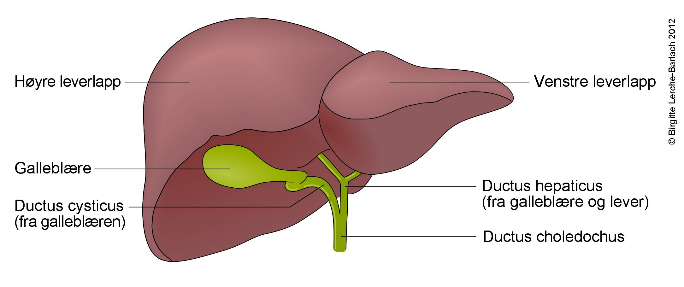 Høyre leverlapp
Galleblære
Ductus cysticus
(fra galleblæren)
Venstre leverlapp
Ductus hepaticus
(fra galleblære og lever)
Ductus choledochus
© Birgitte Lerche-Barlach 2012